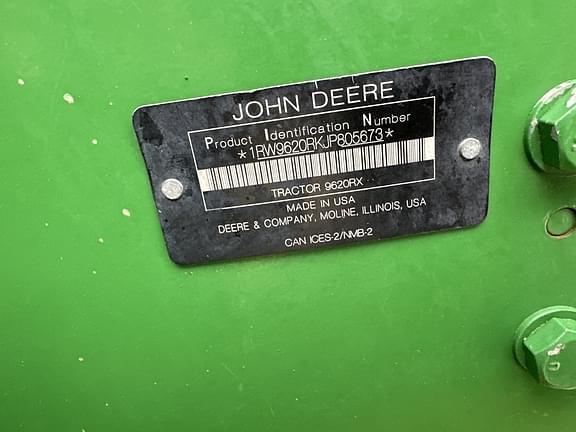 JOHN DEERE
Product Identification Number
*1RW9620RKJP805673*
TRACTOR 9620RX
MADE IN USA
DEERE & COMPANY, MOLINE, ILLINOIS, USA
CAN ICES-2/NMB-2